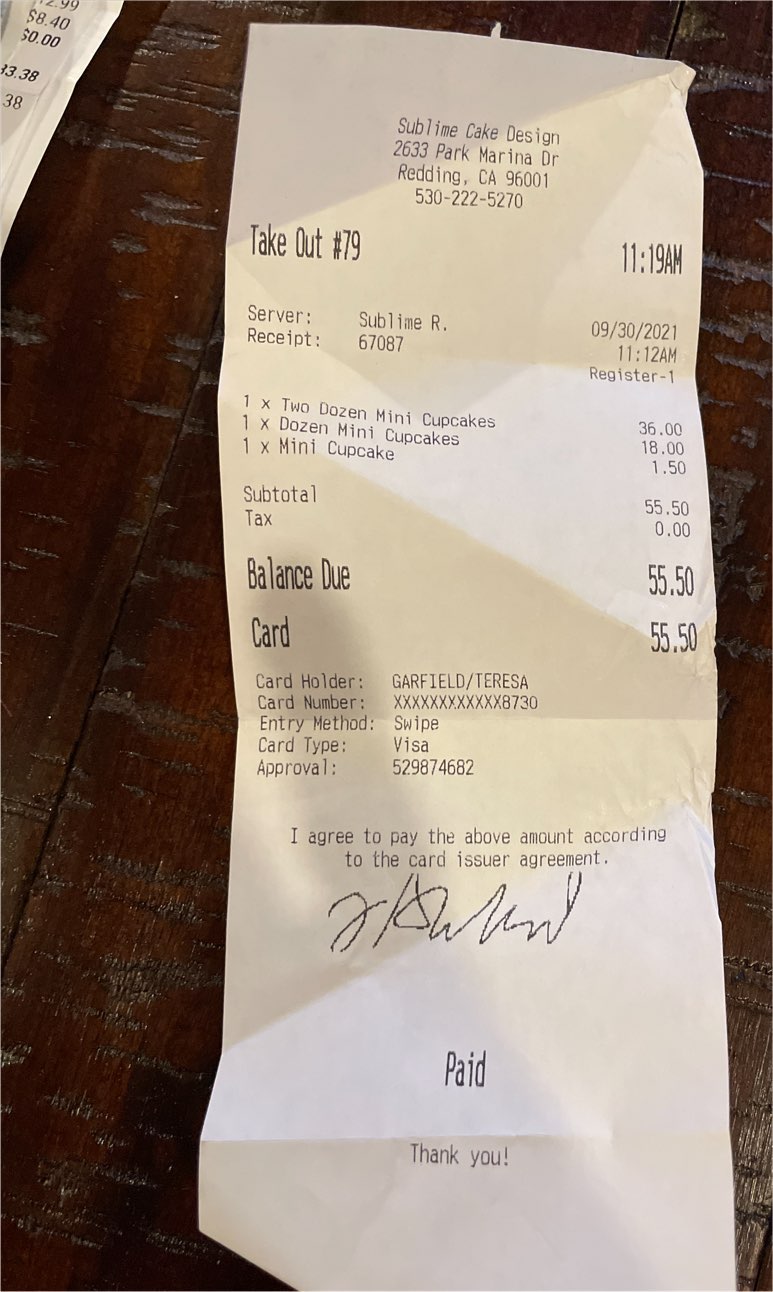 2.99
$8.40
$0.00
33.38
38
Sublime Cake Design
2633 Park Marina Dr
Redding, CA 96001
530-222-5270
Take Out #79 11:19AM
Server: Sublime R. 09/30/2021
Receipt: 67087 11:12AM
Register-1
1 x Two Dozen Mini Cupcakes 36.00
1 x Dozen Mini Cupcakes 18.00
1 x Mini Cupcake 1.50
Subtotal 55.50
Tax 0.00
Balance Due 55.50
Card 55.50
Card Holder: GARFIELD/TERESA
Card Number: XXXXXXXXXXXX8730
Entry Method: Swipe
Card Type: Visa
Approval: 529874682
I agree to pay the above amount according
to the card issuer agreement.
Paid
Thank you!